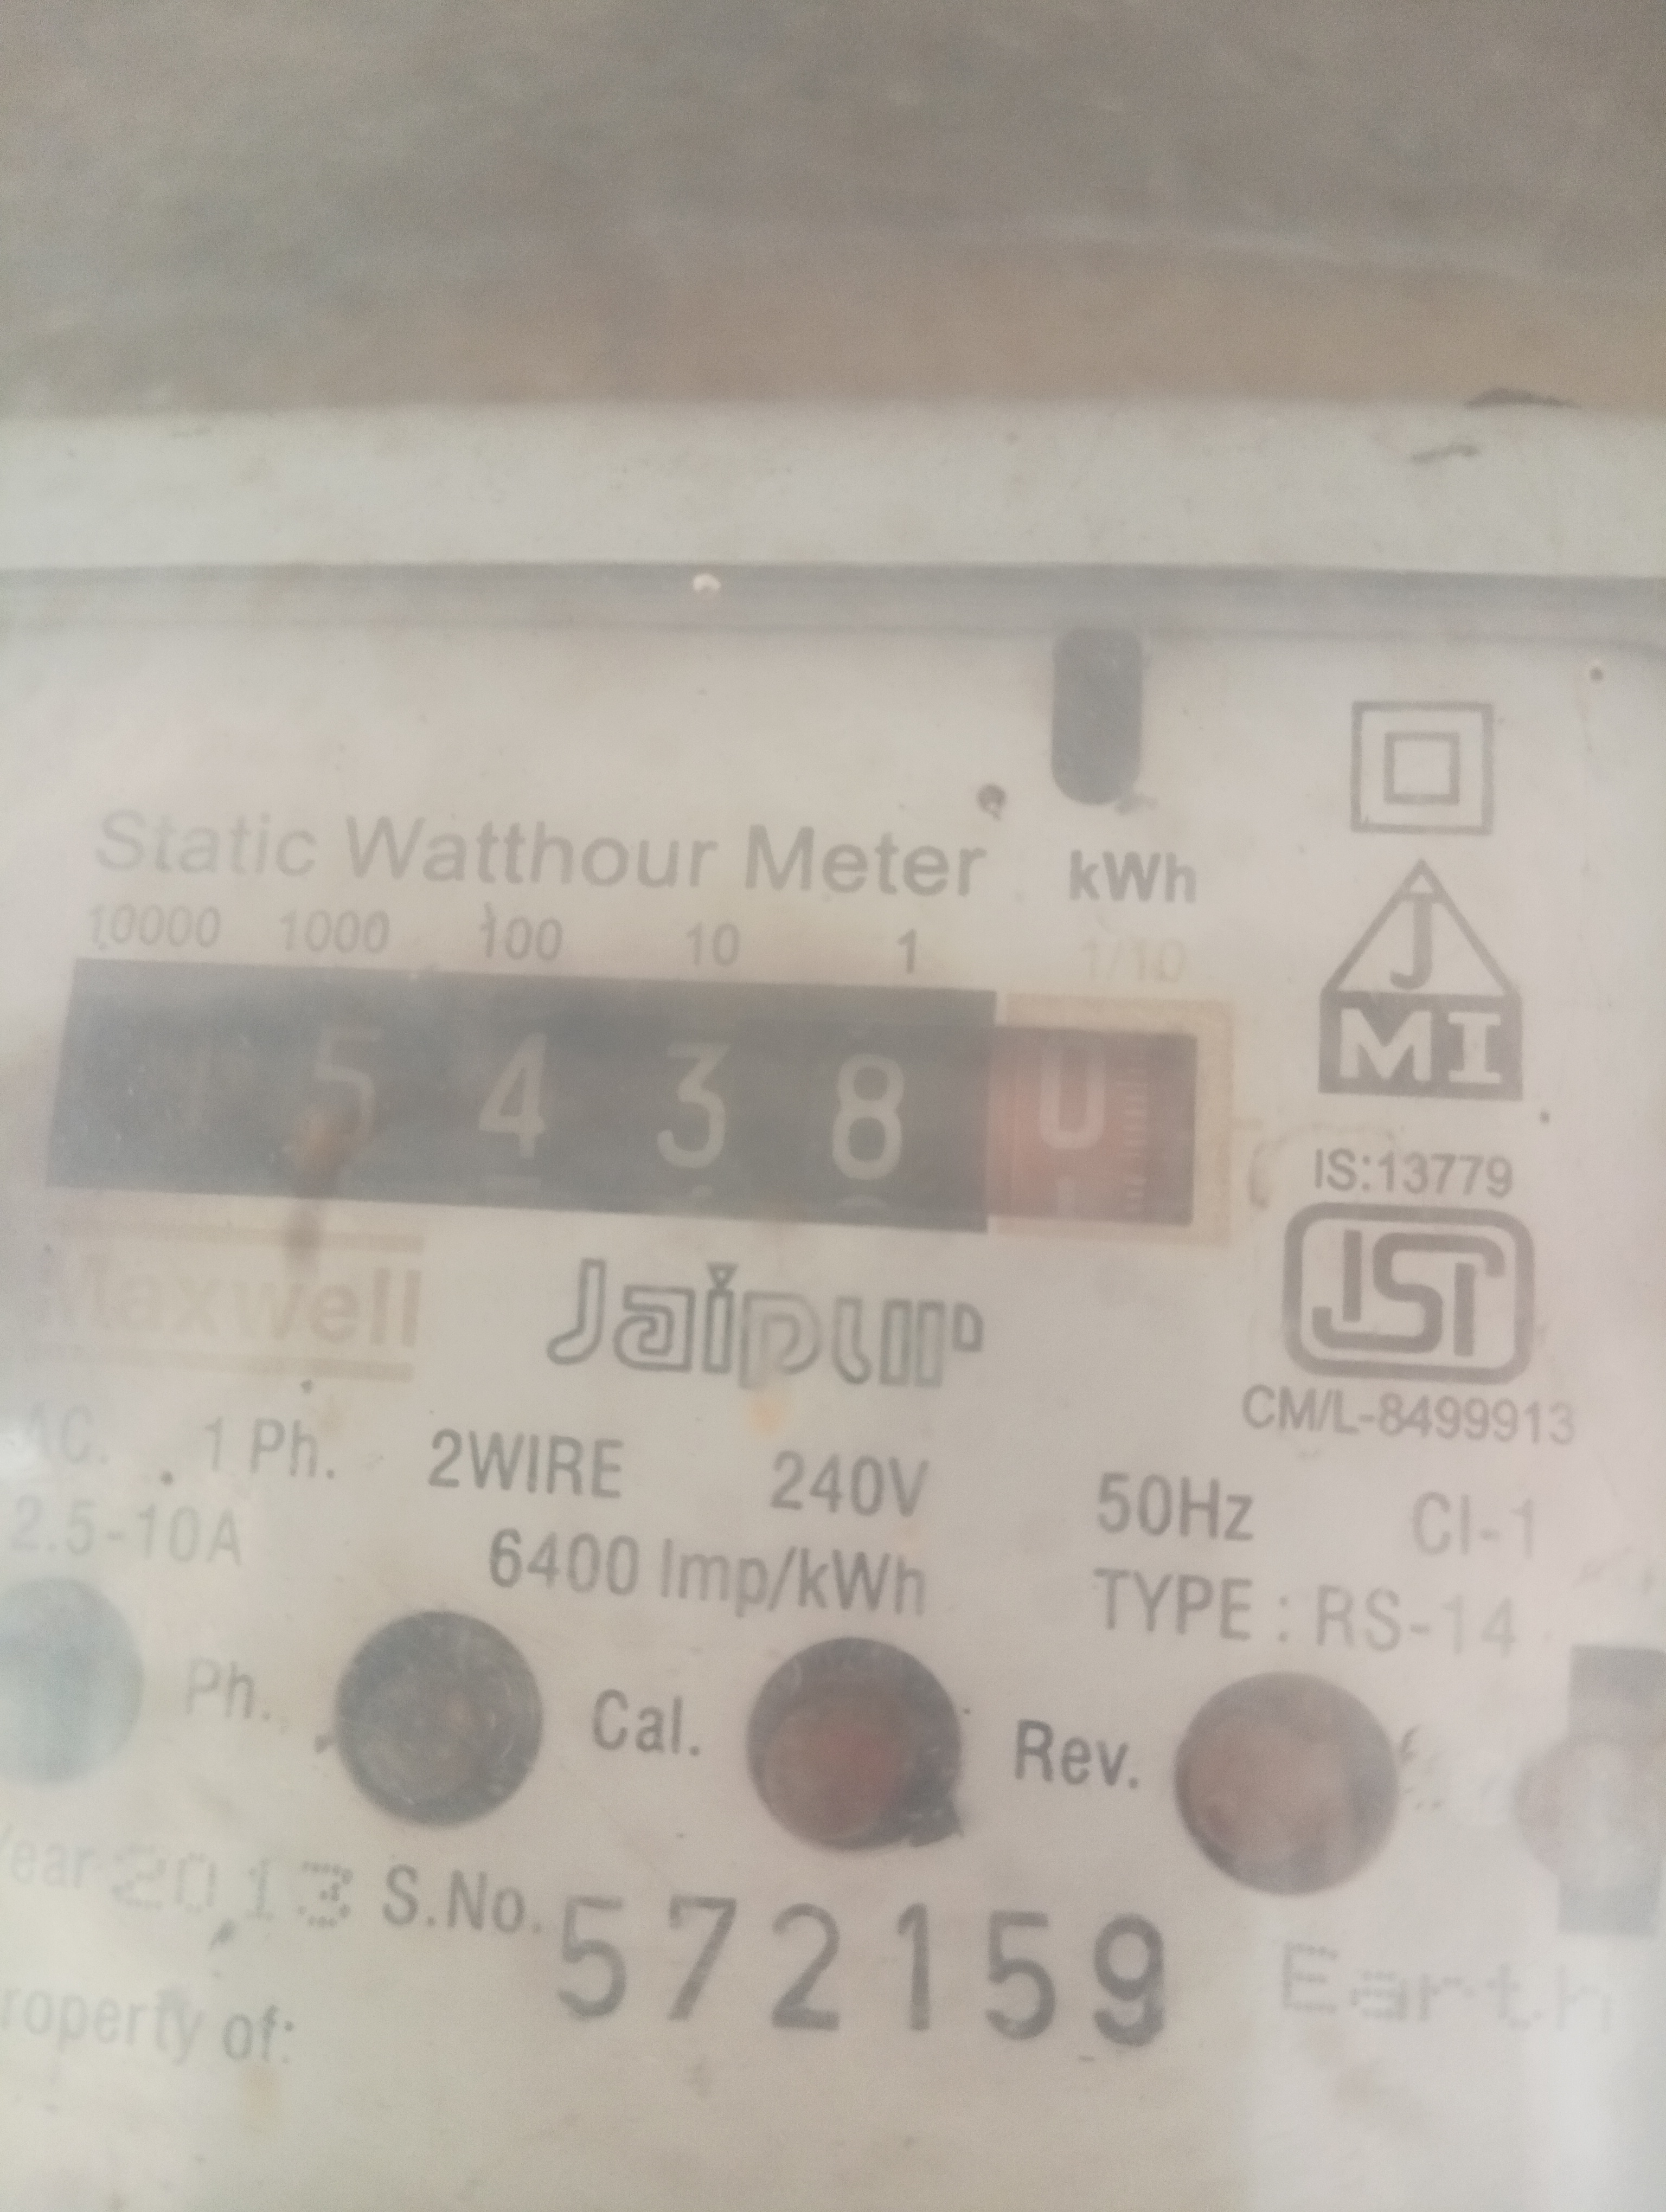 Static Watthour Meter kWh
10000 1000 100 10 1 1/10
1 5 4 3 8
J
MI
IS:13779
Maxwell Jaipur ISI
CM/L-8499913
AC. 1 Ph. 2WIRE 240V 50Hz Cl-1
2.5-10A 6400 Imp/kWh TYPE : RS-14
Ph. Cal. Rev.
Year 2013 S.No. 572159 Earth
Property of: